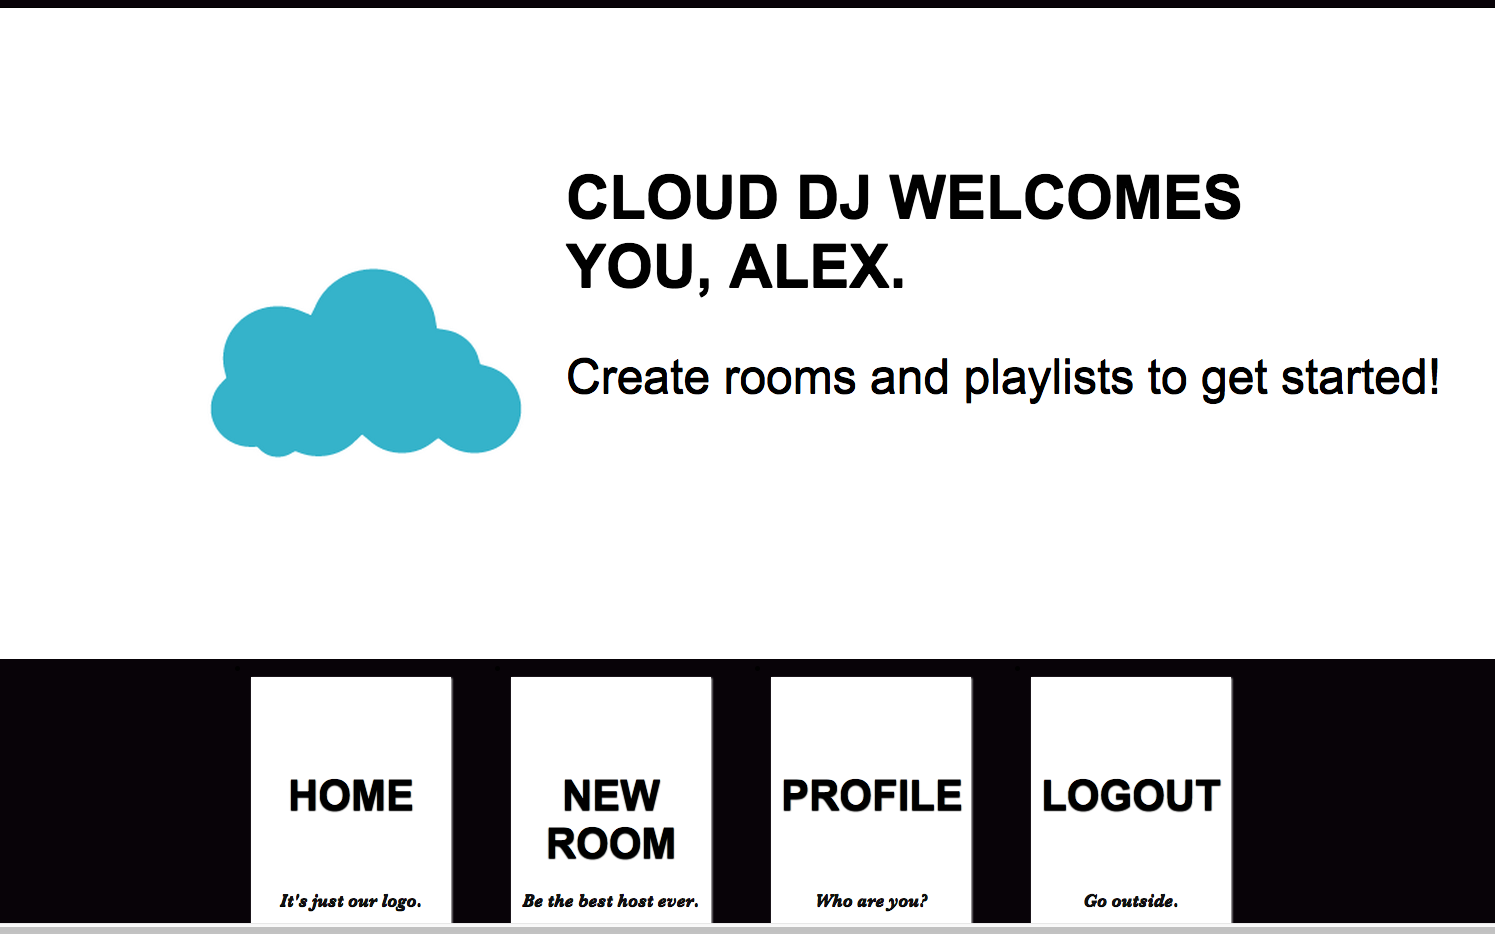 CLOUD DJ WELCOMES
YOU, ALEX.
Create rooms and playlists to get started!
HOME
It's just our logo.
NEW
ROOM
Be the best host ever.
PROFILE
Who are you?
LOGOUT
Go outside.